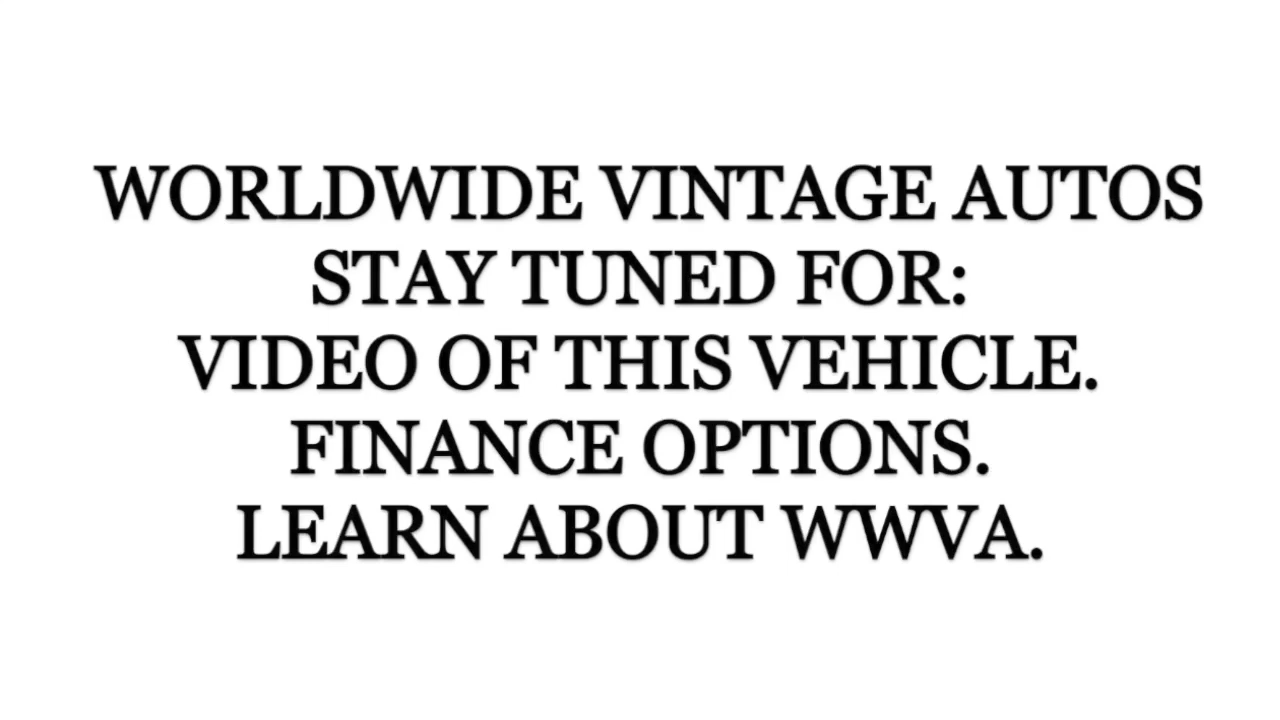 WORLDWIDE VINTAGE AUTOS
STAY TUNED FOR:
VIDEO OF THIS VEHICLE.
FINANCE OPTIONS.
LEARN ABOUT WWVA.